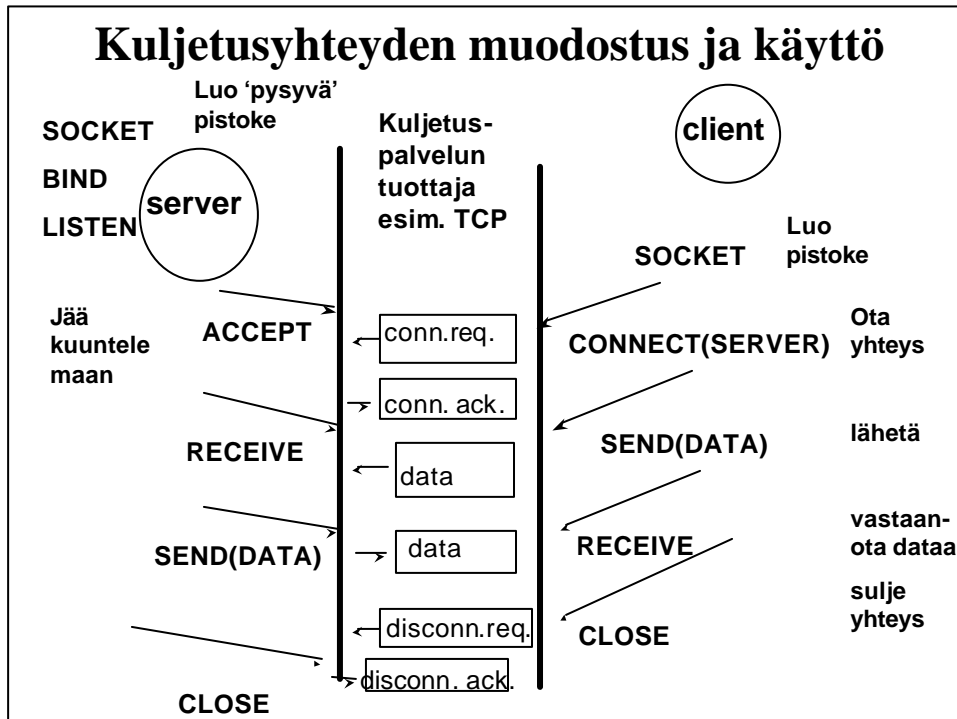 Kuljetusyhteyden muodostus ja käyttö
Luo 'pysyvä'
pistoke
SOCKET
BIND
LISTEN
server
Kuljetus-
palvelun
tuottaja
esim. TCP
client
SOCKET
Luo
pistoke
Jää
kuuntele
maan
ACCEPT
conn.req.
CONNECT(SERVER)
Ota
yhteys
conn. ack.
RECEIVE
data
SEND(DATA)
lähetä
SEND(DATA)
data
RECEIVE
vastaan-
ota dataa
disconn.req.
CLOSE
sulje
yhteys
disconn. ack.
CLOSE